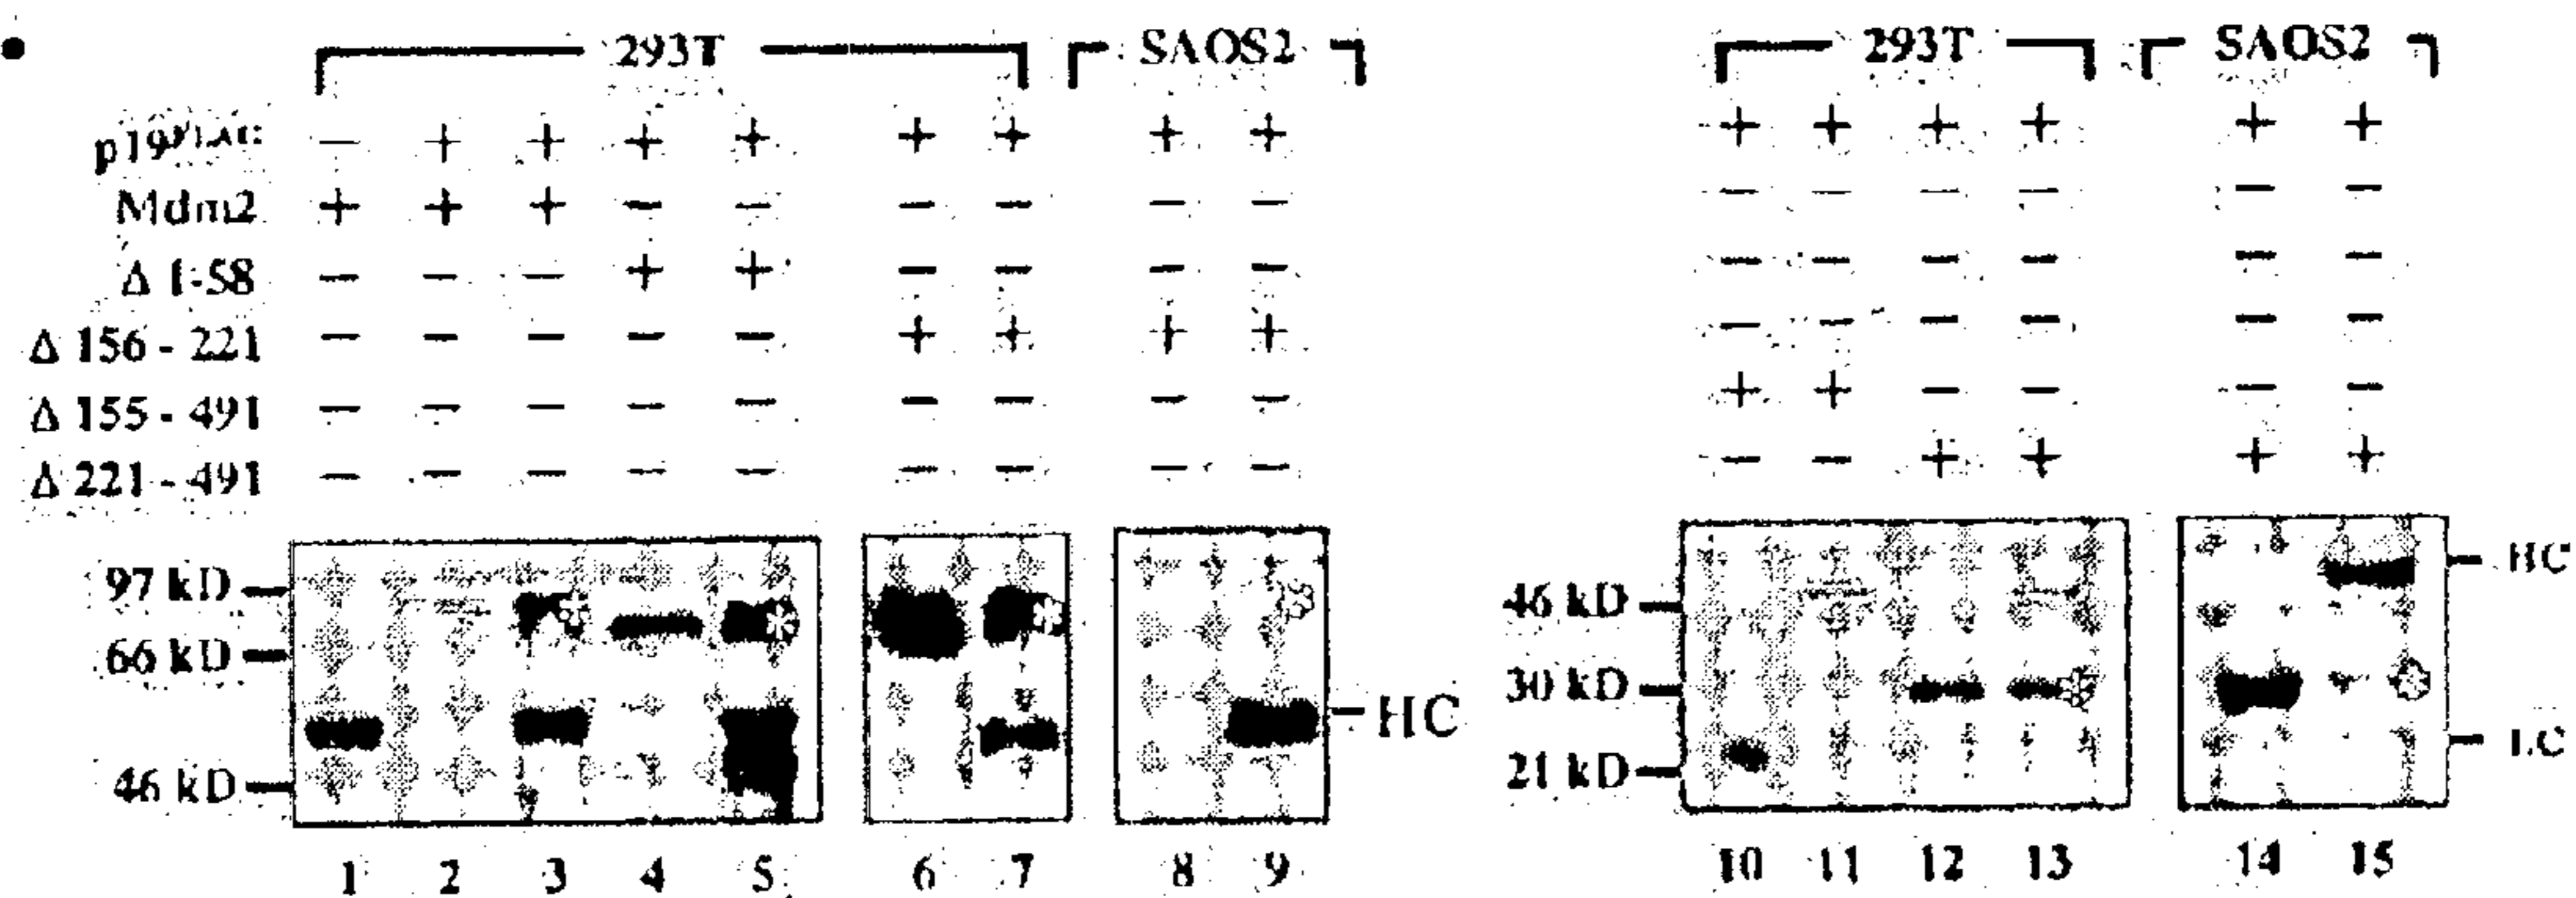 293T SAOS2 293T SAOS2
p19FLAG − + + + + + + + + + + + + + +
Mdm2 + + + − − − − − − − − − − − −
Δ 1-58 − − − + + − − − − − − − − − −
Δ 156 - 221 − − − − − + + + + − − − − − −
Δ 155 - 491 − − − − − − − − − + + − − − −
Δ 221 - 491 − − − − − − − − − − − + + + +
97 kD
66 kD
46 kD
HC
46 kD
30 kD
21 kD
HC
LC
1 2 3 4 5 6 7 8 9 10 11 12 13 14 15